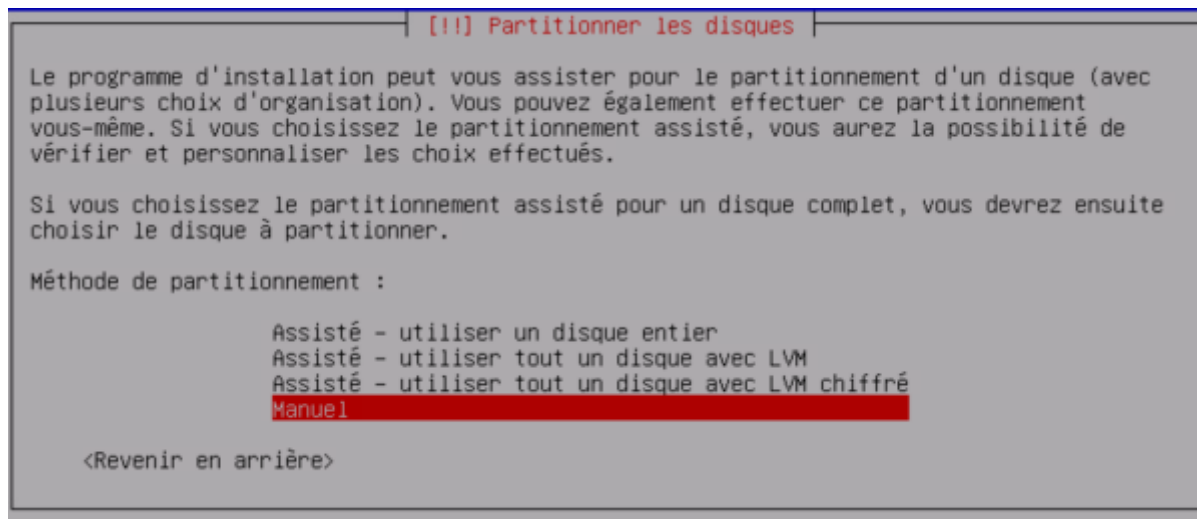 [!!] Partitionner les disques
Le programme d'installation peut vous assister pour le partitionnement d'un disque (avec
plusieurs choix d'organisation). Vous pouvez également effectuer ce partitionnement
vous-même. Si vous choisissez le partitionnement assisté, vous aurez la possibilité de
vérifier et personnaliser les choix effectués.
Si vous choisissez le partitionnement assisté pour un disque complet, vous devrez ensuite
choisir le disque à partitionner.
Méthode de partitionnement :
Assisté - utiliser un disque entier
Assisté - utiliser tout un disque avec LVM
Assisté - utiliser tout un disque avec LVM chiffré
Manuel
<Revenir en arrière>